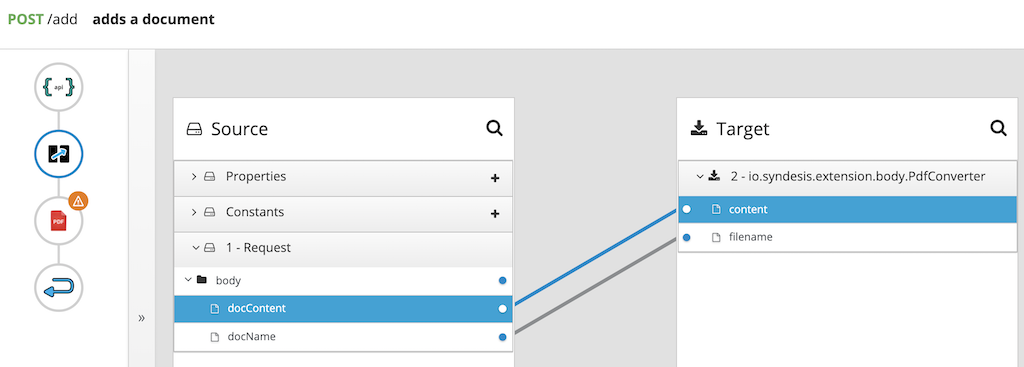 POST /add adds a document
{ api }
Source
Target
Properties
2 - io.syndesis.extension.body.PdfConverter
Constants
content
1 - Request
filename
body
docContent
docName
PDF
»